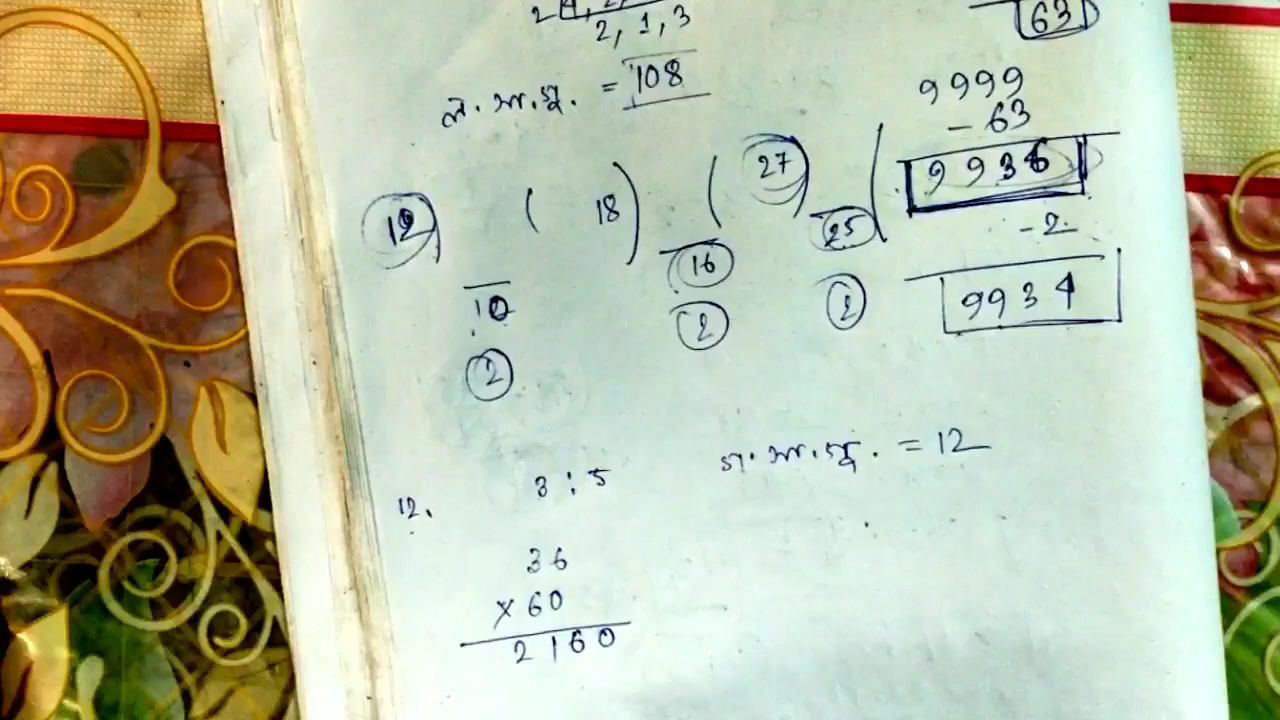 2, 1, 3
63
ল. সা. গু. = 108
9999
- 63
9936
- 2
9934
12) ( 18) ( 27) (
16 25
10
2 2 2
12. 3 : 5 গ. সা. গু. = 12
36
× 60
2160